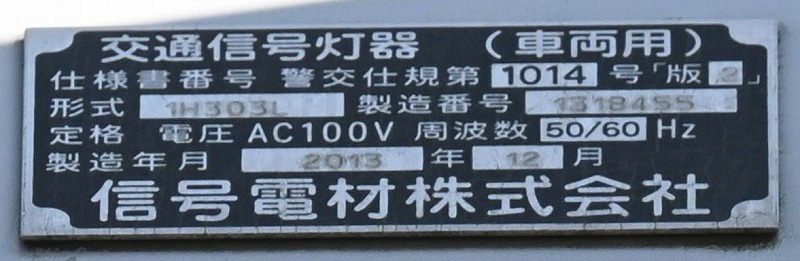 交通信号灯器 （車両用）
仕様書番号 警交仕規第 1014 号「版 2」
形式 1H303L 製造番号 1318455
定格 電圧 AC100V 周波数 50/60 Hz
製造年月 2013 年 12 月
信号電材株式会社